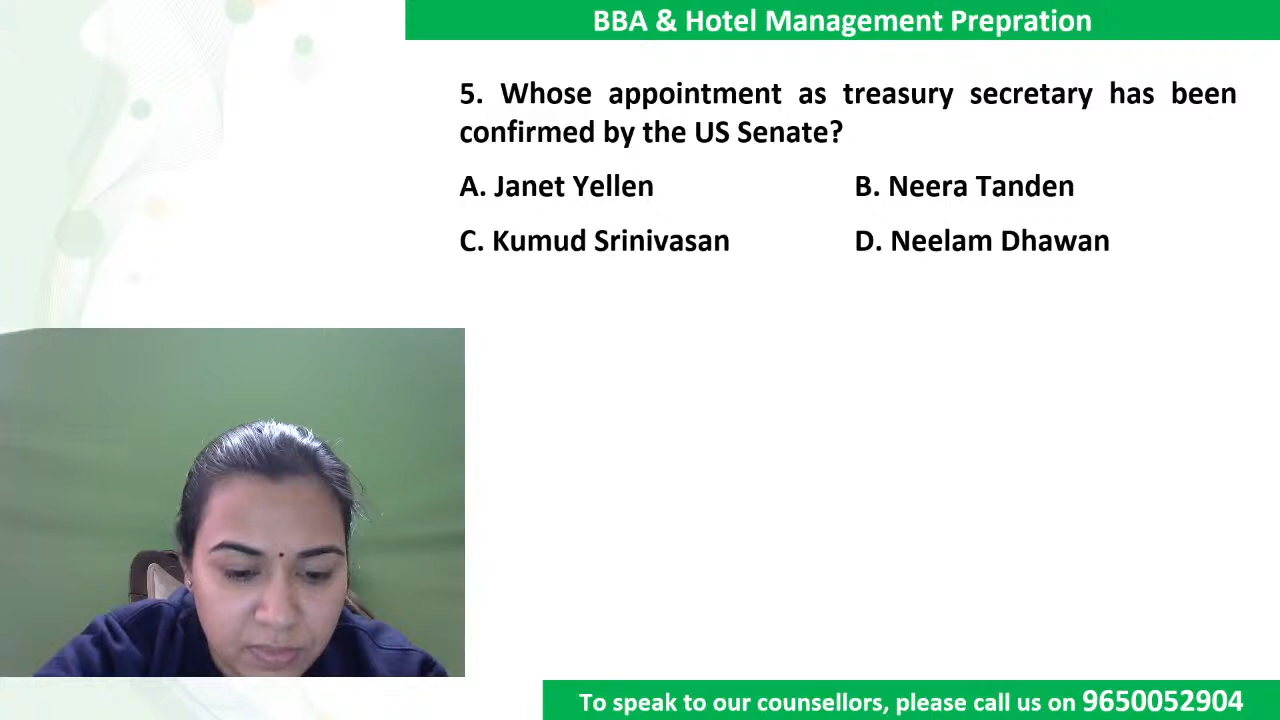 BBA & Hotel Management Prepration
5. Whose appointment as treasury secretary has been
confirmed by the US Senate?
A. Janet Yellen
B. Neera Tanden
C. Kumud Srinivasan
D. Neelam Dhawan
To speak to our counsellors, please call us on 9650052904